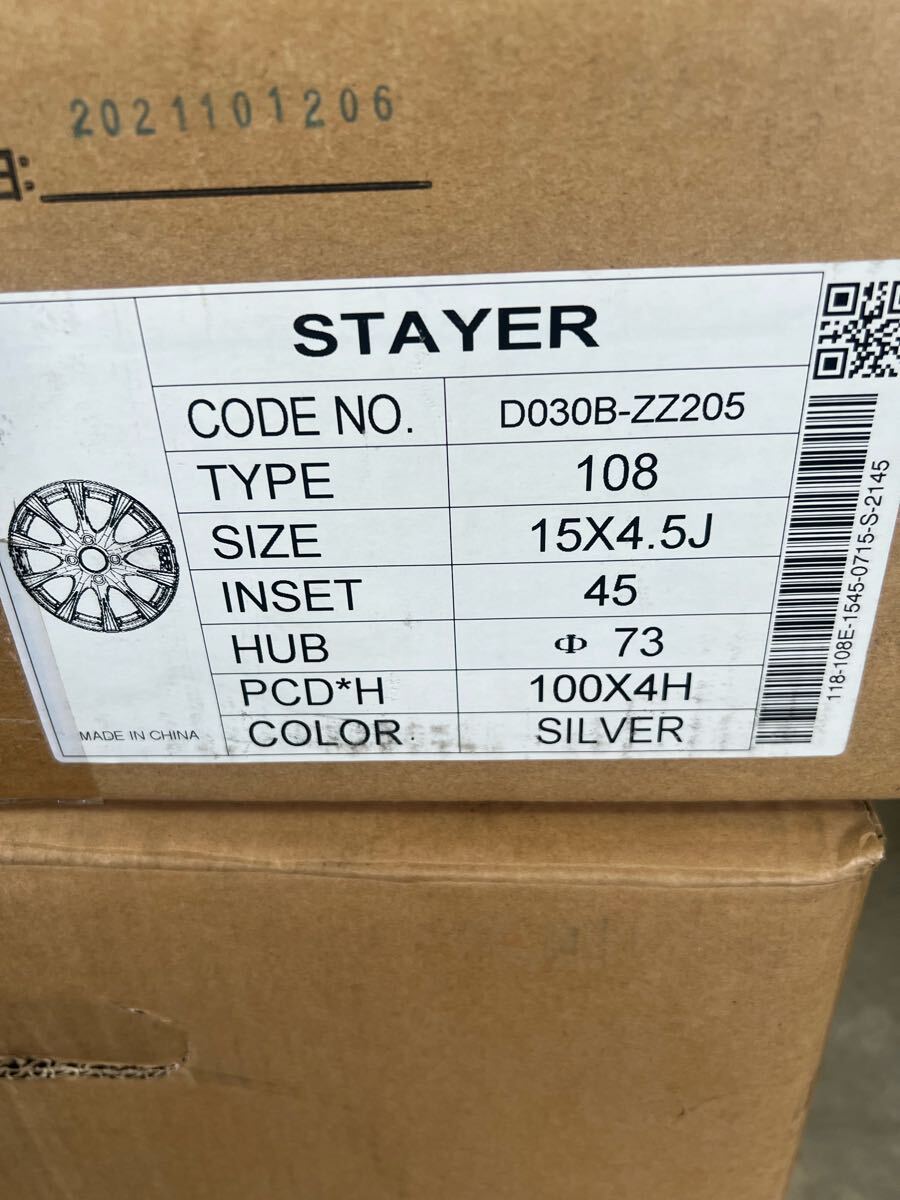 2021101206
STAYER
CODE NO. D030B-ZZ205
TYPE 108
SIZE 15X4.5J
INSET 45
HUB Φ 73
PCD*H 100X4H
COLOR. SILVER
MADE IN CHINA
118-108E-1545-0715-S-2145